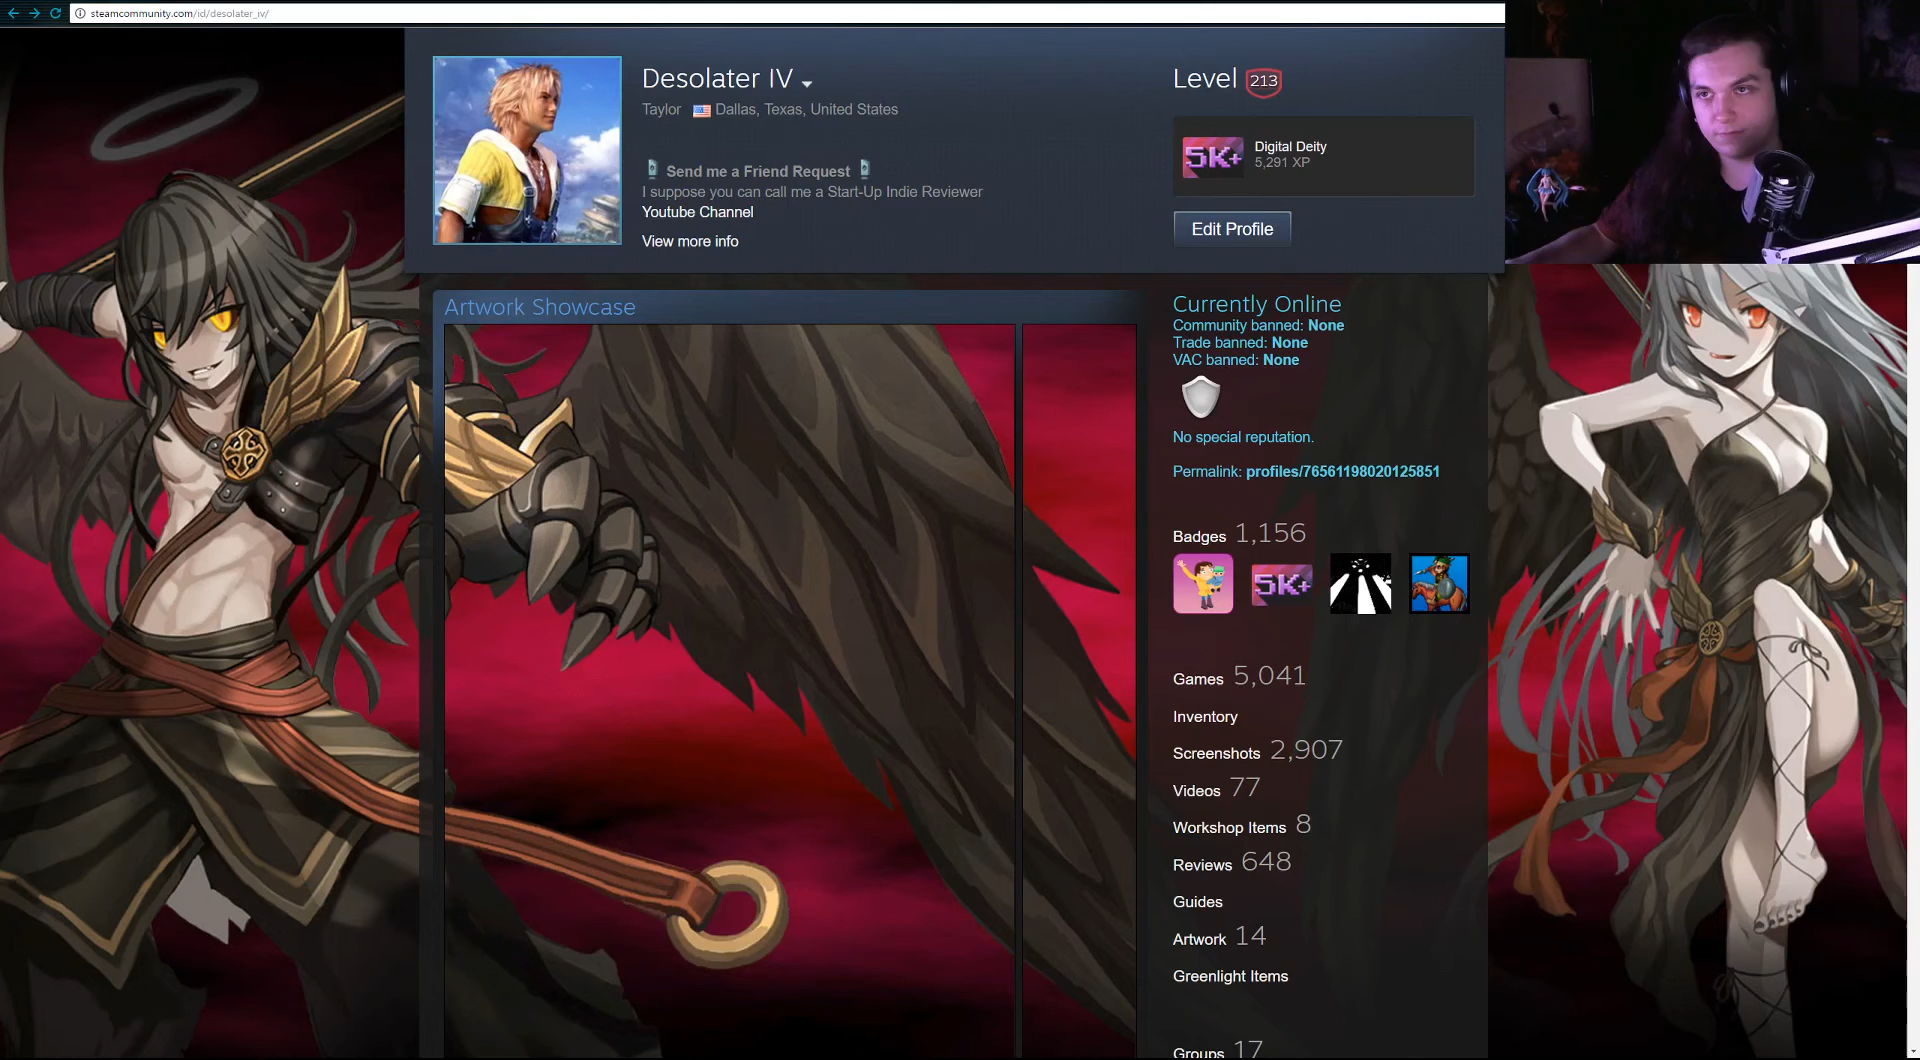 steamcommunity.com/id/desolater_iv/
Desolater IV
Taylor Dallas, Texas, United States
Send me a Friend Request
I suppose you can call me a Start-Up Indie Reviewer
Youtube Channel
View more info
Level 213
5K+
Digital Deity
5,291 XP
Edit Profile
Artwork Showcase
Currently Online
Community banned: None
Trade banned: None
VAC banned: None
No special reputation.
Permalink: profiles/76561198020125851
Badges 1,156
5K+
Games 5,041
Inventory
Screenshots 2,907
Videos 77
Workshop Items 8
Reviews 648
Guides
Artwork 14
Greenlight Items
Groups 17